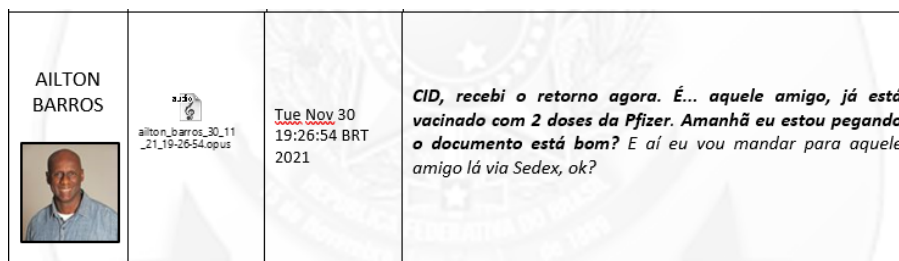 AILTON
BARROS
audio
ailton_barros_30_11
_21_19-26-54.opus
Tue Nov 30
19:26:54 BRT
2021
CID, recebi o retorno agora. É... aquele amigo, já está
vacinado com 2 doses da Pfizer. Amanhã eu estou pegando
o documento está bom? E aí eu vou mandar para aquele
amigo lá via Sedex, ok?